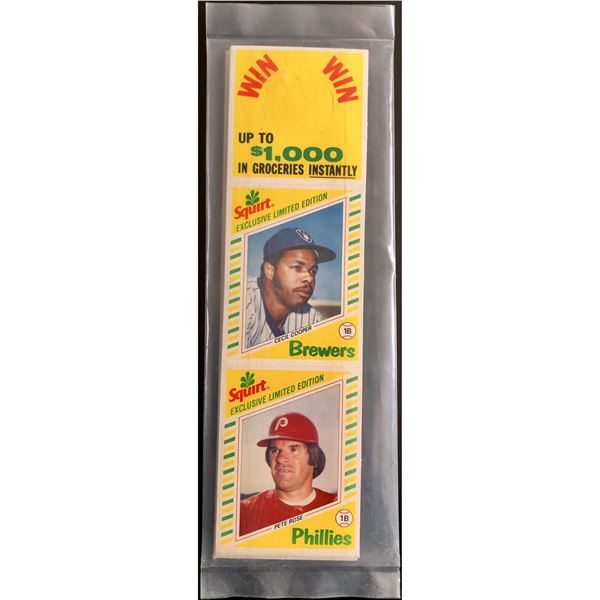 WIN WIN
UP TO
$1,000
IN GROCERIES INSTANTLY
Squirt®
EXCLUSIVE LIMITED EDITION
CECIL COOPER
1B
Brewers
Squirt®
EXCLUSIVE LIMITED EDITION
P
PETE ROSE
1B
Phillies